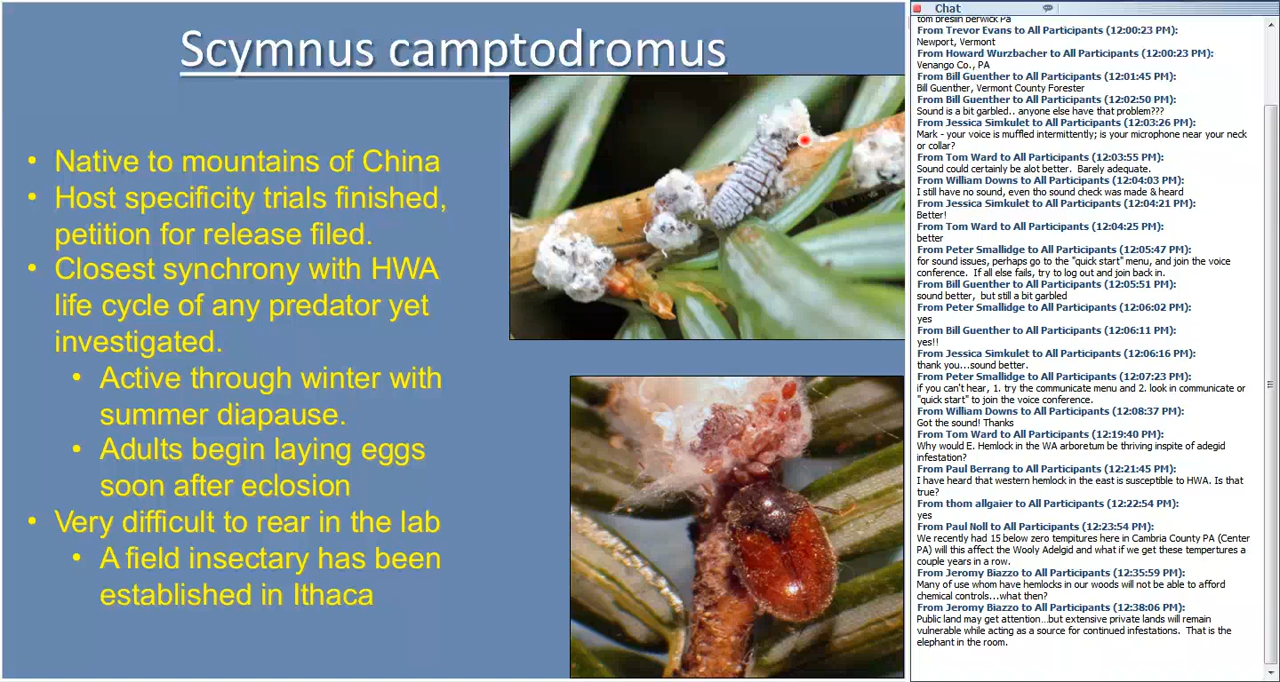 Scymnus camptodromus
• Native to mountains of China
• Host specificity trials finished,
petition for release filed.
• Closest synchrony with HWA
life cycle of any predator yet
investigated.
• Active through winter with
summer diapause.
• Adults begin laying eggs
soon after eclosion
• Very difficult to rear in the lab
• A field insectary has been
established in Ithaca
Chat
tom breslin berwick Pa
From Trevor Evans to All Participants (12:00:23 PM):
Newport, Vermont
From Howard Wurzbacher to All Participants (12:00:23 PM):
Venango Co., PA
From Bill Guenther to All Participants (12:01:45 PM):
Bill Guenther, Vermont County Forester
From Bill Guenther to All Participants (12:02:50 PM):
Sound is a bit garbled.. anyone else have that problem???
From Jessica Simkulet to All Participants (12:03:26 PM):
Mark - your voice is muffled intermittently; is your microphone near your neck
or collar?
From Tom Ward to All Participants (12:03:55 PM):
Sound could certainly be alot better. Barely adequate.
From William Downs to All Participants (12:04:03 PM):
I still have no sound, even tho sound check was made & heard
From Jessica Simkulet to All Participants (12:04:21 PM):
Better!
From Tom Ward to All Participants (12:04:25 PM):
better
From Peter Smallidge to All Participants (12:05:47 PM):
for sound issues, perhaps go to the "quick start" menu, and join the voice
conference. If all else fails, try to log out and join back in.
From Bill Guenther to All Participants (12:05:51 PM):
sound better, but still a bit garbled
From Peter Smallidge to All Participants (12:06:02 PM):
yes
From Bill Guenther to All Participants (12:06:11 PM):
yes!!
From Jessica Simkulet to All Participants (12:06:16 PM):
thank you...sound better.
From Peter Smallidge to All Participants (12:07:23 PM):
if you can't hear, 1. try the communicate menu and 2. look in communicate or
"quick start" to join the voice conference.
From William Downs to All Participants (12:08:37 PM):
Got the sound! Thanks
From Tom Ward to All Participants (12:19:40 PM):
Why would E. Hemlock in the WA arboretum be thriving inspite of adegid
infestation?
From Paul Berrang to All Participants (12:21:45 PM):
I have heard that western hemlock in the east is susceptible to HWA. Is that
true?
From thom allgaier to All Participants (12:22:54 PM):
yes
From Paul Noll to All Participants (12:23:54 PM):
We recently had 15 below zero tempitures here in Cambria County PA (Center
PA) will this affect the Wooly Adelgid and what if we get these tempertures a
couple years in a row.
From Jeromy Biazzo to All Participants (12:35:59 PM):
Many of use whom have hemlocks in our woods will not be able to afford
chemical controls...what then?
From Jeromy Biazzo to All Participants (12:38:06 PM):
Public land may get attention...but extensive private lands will remain
vulnerable while acting as a source for continued infestations. That is the
elephant in the room.